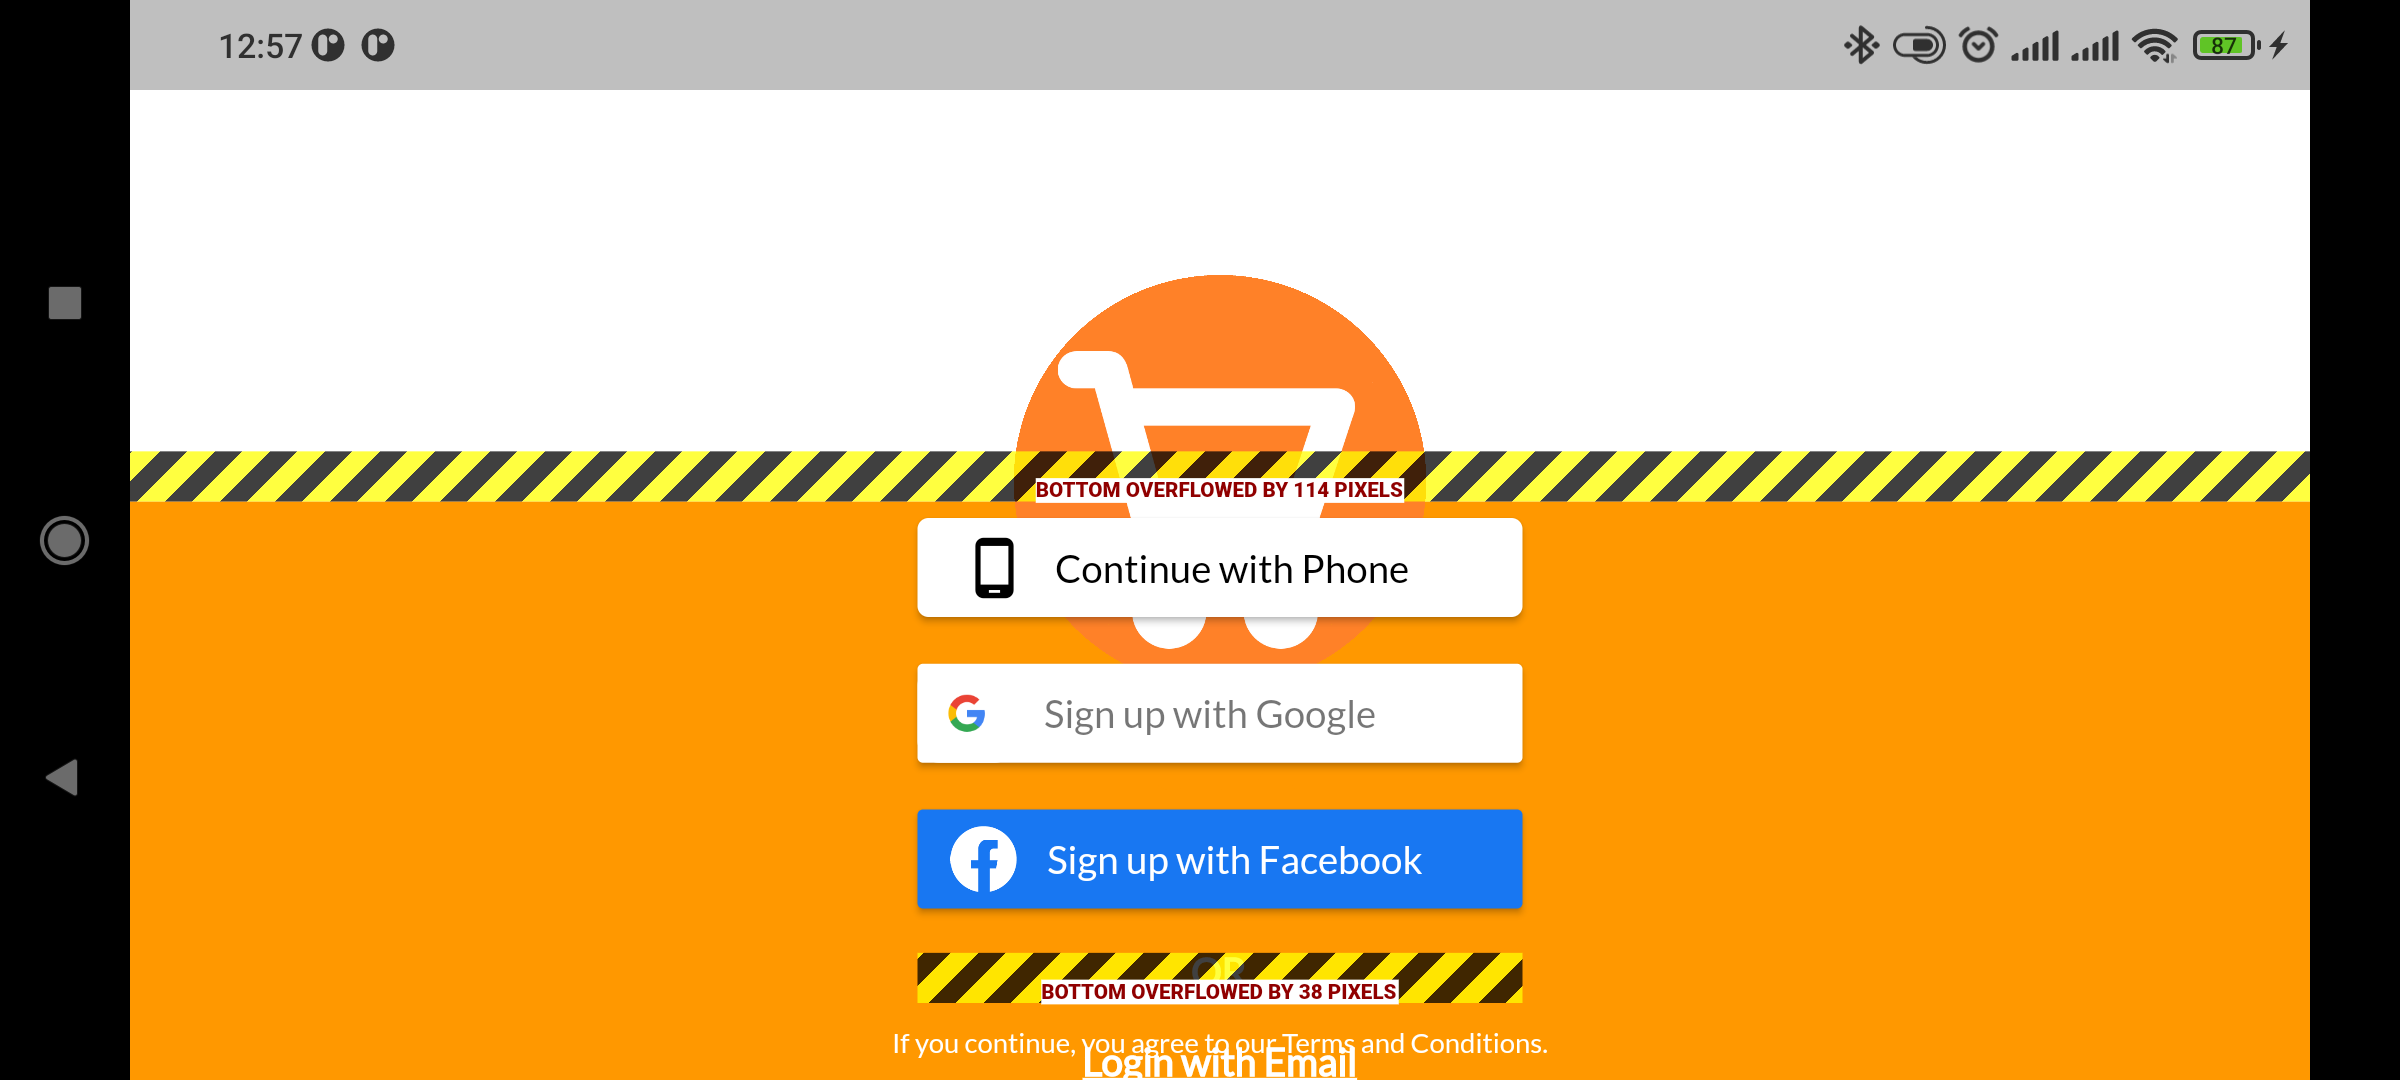 12:57
87
BOTTOM OVERFLOWED BY 114 PIXELS
Continue with Phone
Sign up with Google
Sign up with Facebook
OR
BOTTOM OVERFLOWED BY 38 PIXELS
If you continue, you agree to our Terms and Conditions.
Login with Email